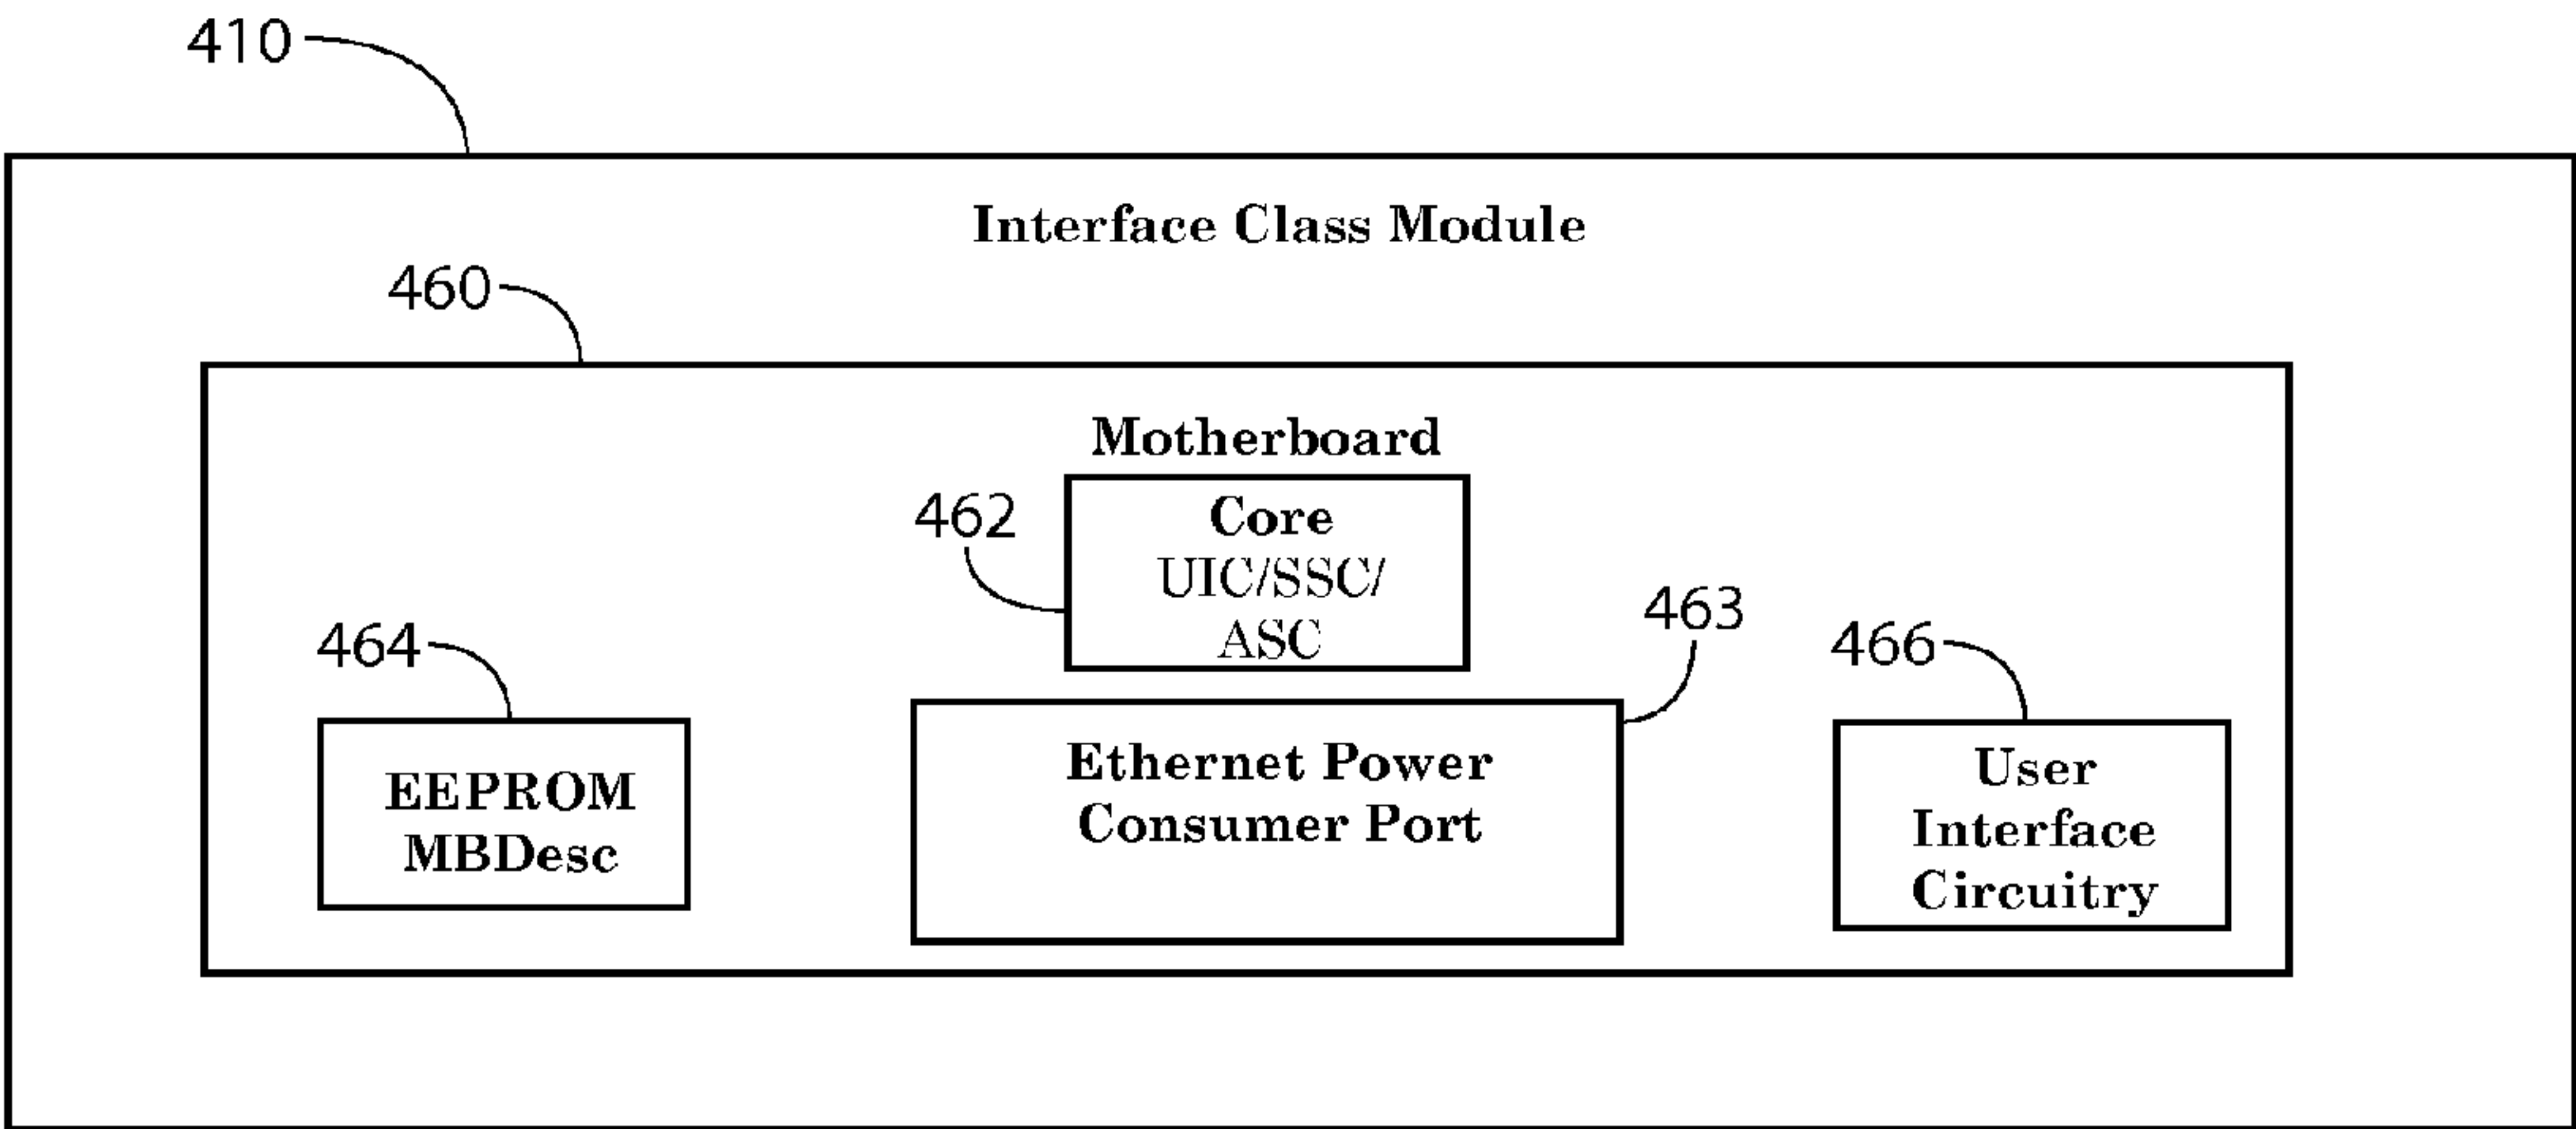 410
Interface Class Module
460
Motherboard
462
Core
UIC/SSC/
ASC
463
464
EEPROM
MBDesc
Ethernet Power
Consumer Port
466
User
Interface
Circuitry